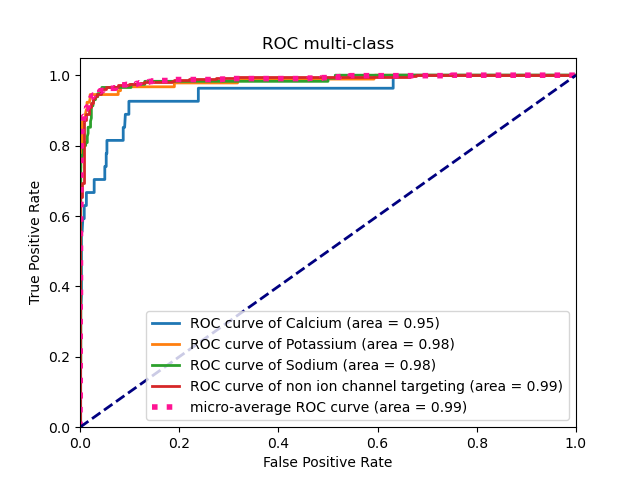 ROC multi-class
True Positive Rate
1.0
0.8
0.6
0.4
0.2
0.0
ROC curve of Calcium (area = 0.95)
ROC curve of Potassium (area = 0.98)
ROC curve of Sodium (area = 0.98)
ROC curve of non ion channel targeting (area = 0.99)
micro-average ROC curve (area = 0.99)
0.0 0.2 0.4 0.6 0.8 1.0
False Positive Rate